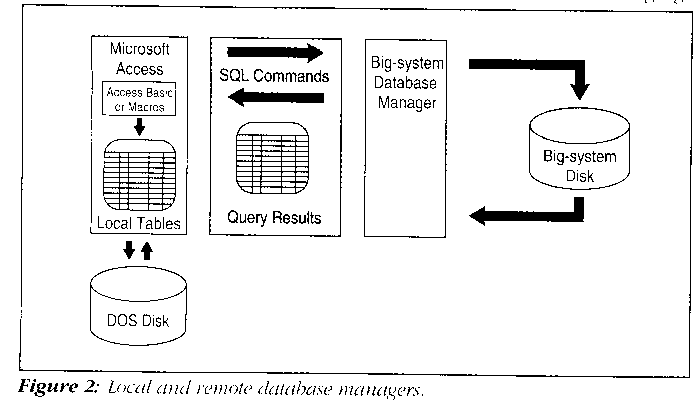 Microsoft
Access
Access Basic
or Macros
Local Tables
DOS Disk
SQL Commands
Query Results
Big-system
Database
Manager
Big-system
Disk
Figure 2: Local and remote database managers.